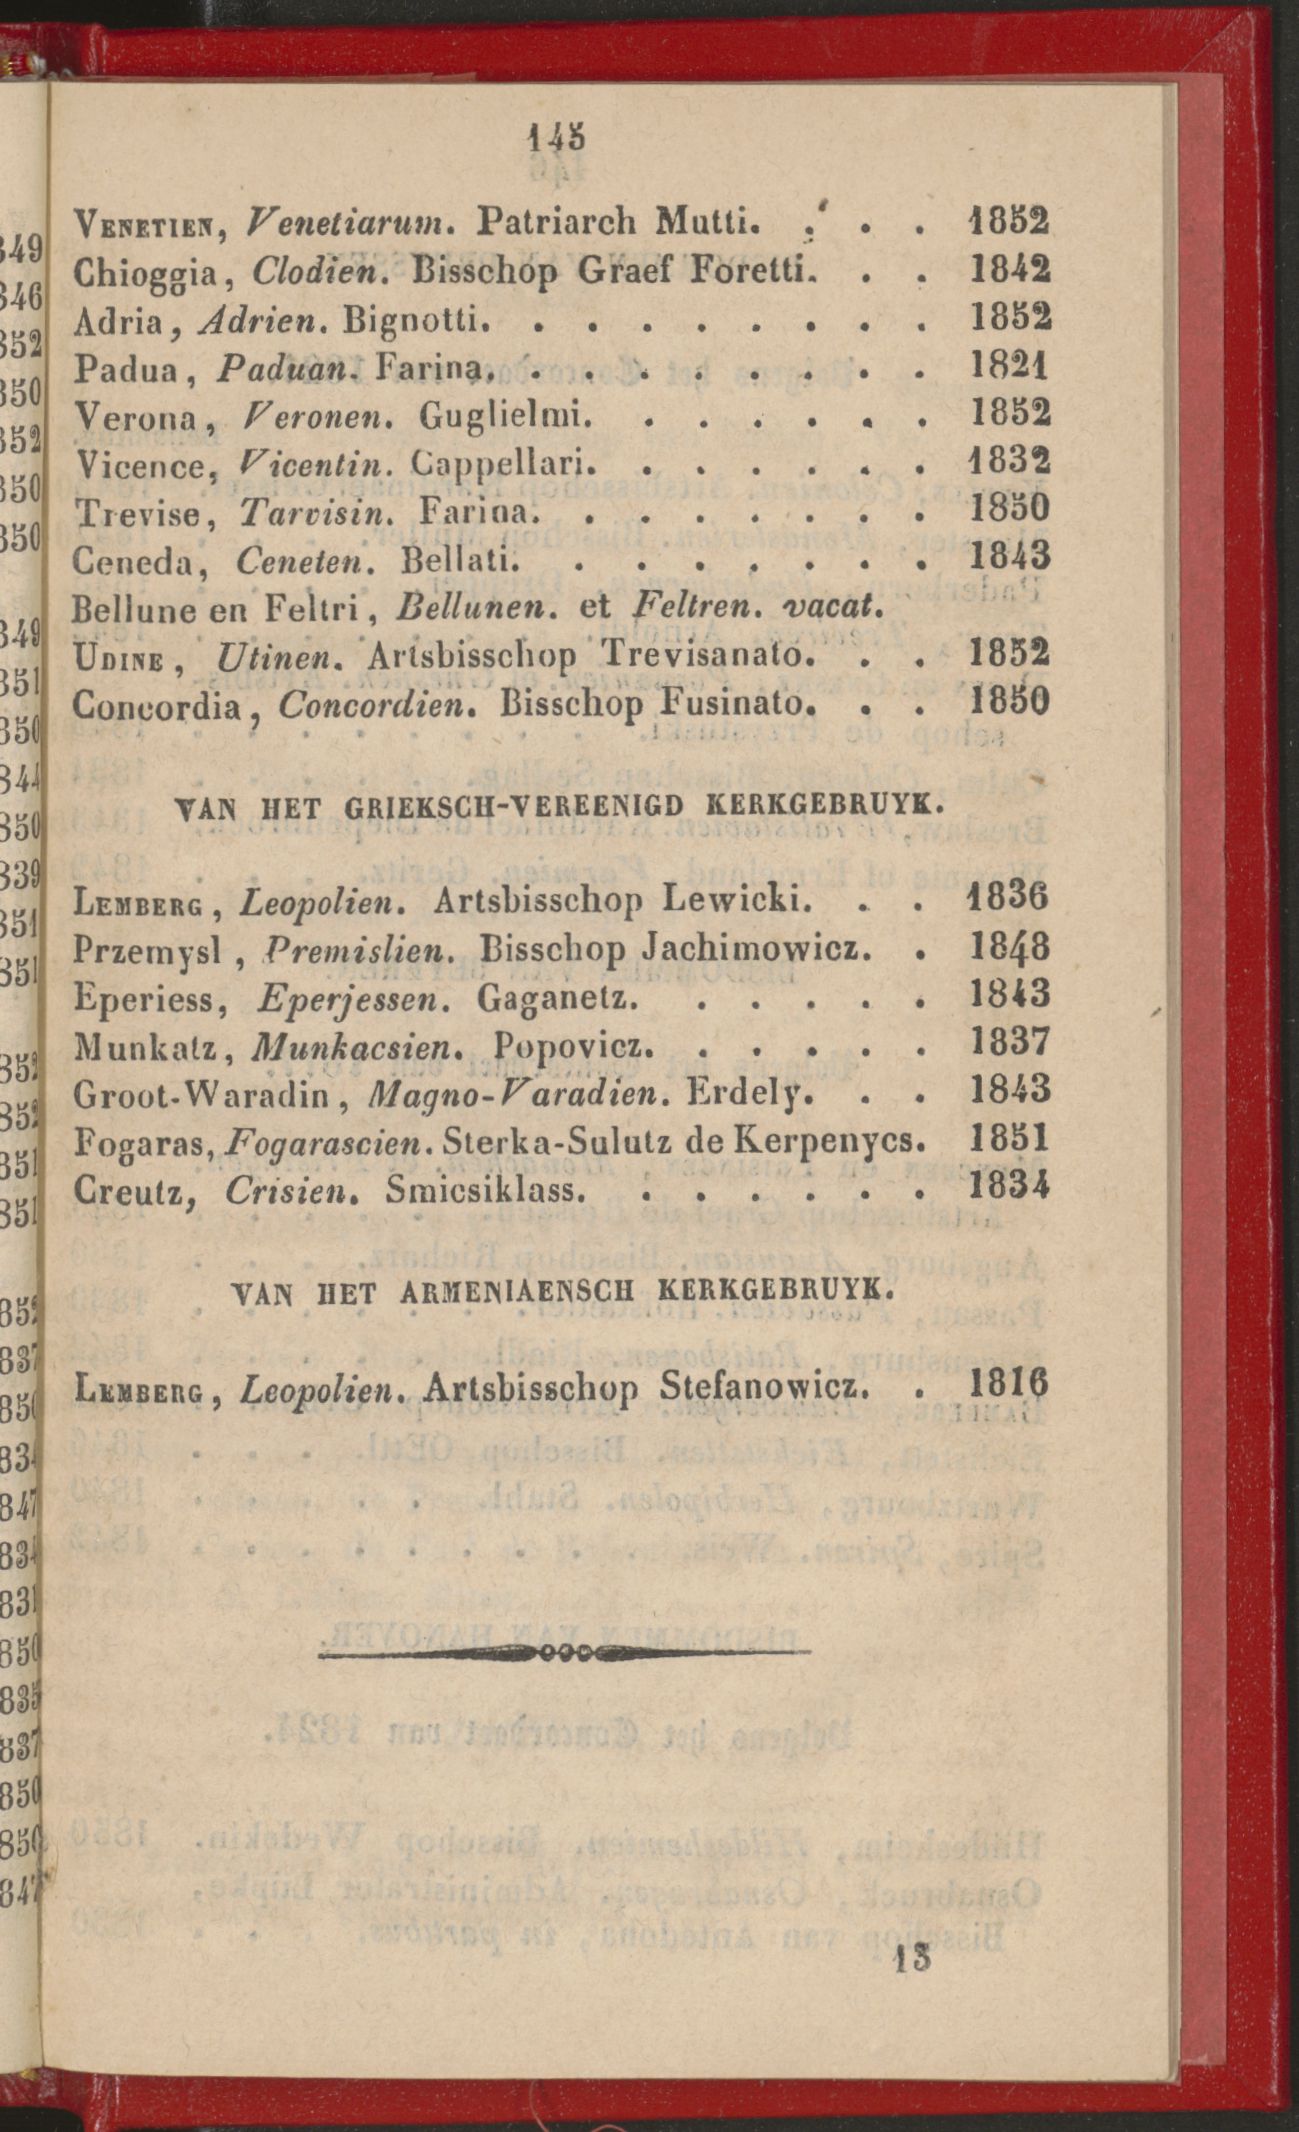 145
VENETIEN, Venetiarum. Patriarch Mutti. . . . 1852
Chioggia, Clodien. Bisschop Graef Foretti. . . 1842
Adria, Adrien. Bignotti. . . . . . . . . 1852
Padua, Paduan. Farina. . . . . . . . . 1821
Verona, Veronen. Guglielmi. . . . . . . 1852
Vicence, Vicentin. Cappellari. . . . . . . 1832
Trevise, Tarvisin. Farina. . . . . . . . 1850
Ceneda, Ceneten. Bellati. . . . . . . . 1843
Bellune en Feltri, Bellunen. et Feltren. vacat.
UDINE, Utinen. Artsbisschop Trevisanato. . . 1852
Concordia, Concordien. Bisschop Fusinato. . . 1850
VAN HET GRIEKSCH-VEREENIGD KERKGEBRUYK.
LEMBERG, Leopolien. Artsbisschop Lewicki. . . 1836
Przemysl, Premislien. Bisschop Jachimowicz. . 1848
Eperiess, Eperjessen. Gaganetz. . . . . . 1843
Munkatz, Munkacsien. Popovicz. . . . . . 1837
Groot-Waradin, Magno-Varadien. Erdely. . . 1843
Fogaras, Fogarascien. Sterka-Sulutz de Kerpenycs. 1851
Creutz, Crisien. Smicsiklass. . . . . . . 1834
VAN HET ARMENIAENSCH KERKGEBRUYK.
LEMBERG, Leopolien. Artsbisschop Stefanowicz. . 1816
13